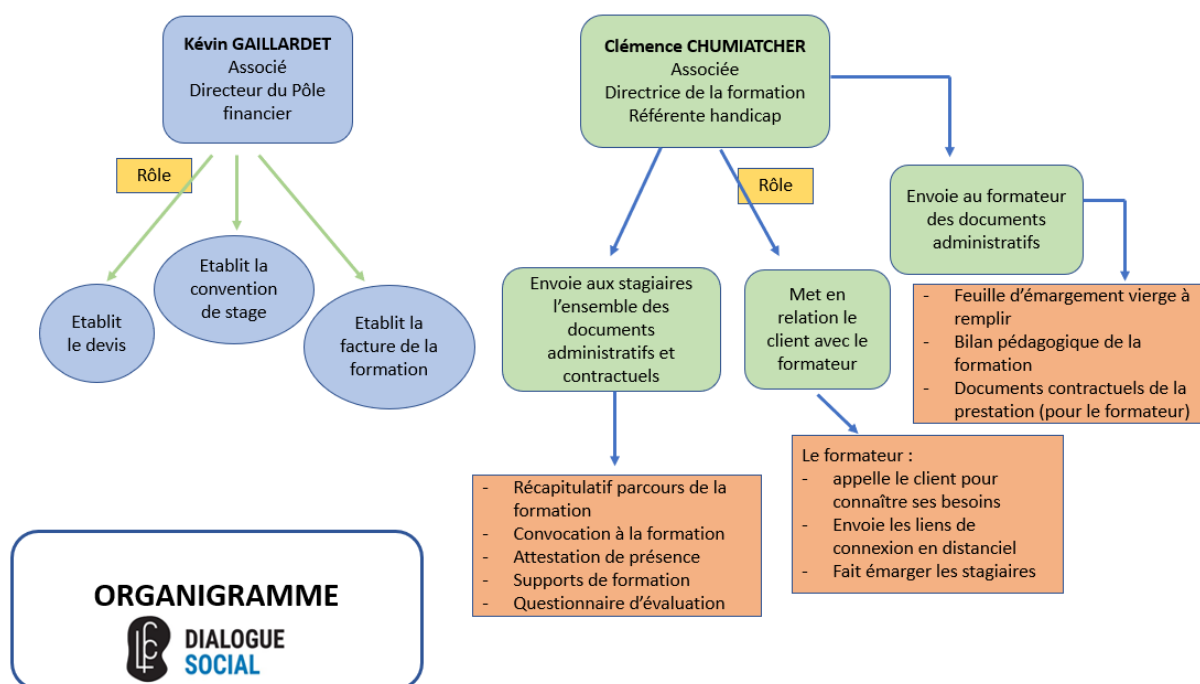 Kévin GAILLARDET
Associé
Directeur du Pôle
financier
Rôle
Etablit
le devis
Etablit la
convention
de stage
Etablit la
facture de la
formation
Clémence CHUMIATCHER
Associée
Directrice de la formation
Référente handicap
Rôle
Envoie aux stagiaires
l’ensemble des
documents
administratifs et
contractuels
- Récapitulatif parcours de la
formation
- Convocation à la formation
- Attestation de présence
- Supports de formation
- Questionnaire d’évaluation
Met en
relation le
client avec le
formateur
Le formateur :
- appelle le client pour
connaître ses besoins
- Envoie les liens de
connexion en distanciel
- Fait émarger les stagiaires
Envoie au formateur
des documents
administratifs
- Feuille d’émargement vierge à
remplir
- Bilan pédagogique de la
formation
- Documents contractuels de la
prestation (pour le formateur)
ORGANIGRAMME
DIALOGUE
SOCIAL